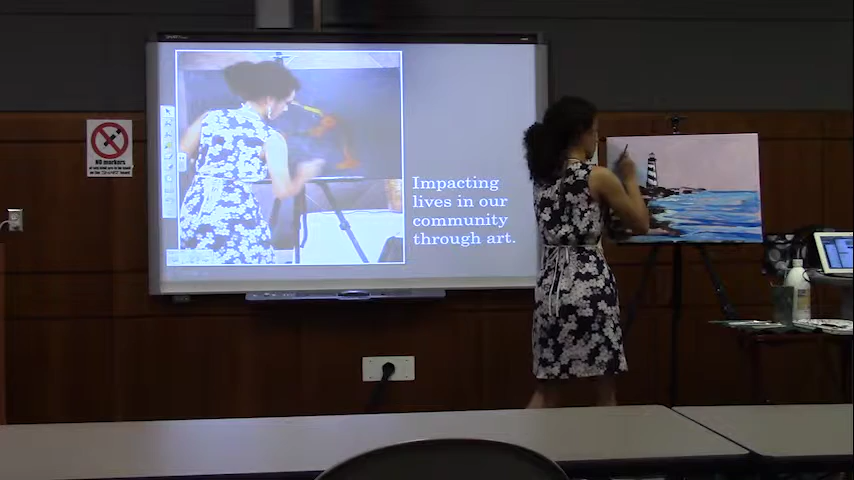 NO markers
Impacting
lives in our
community
through art.